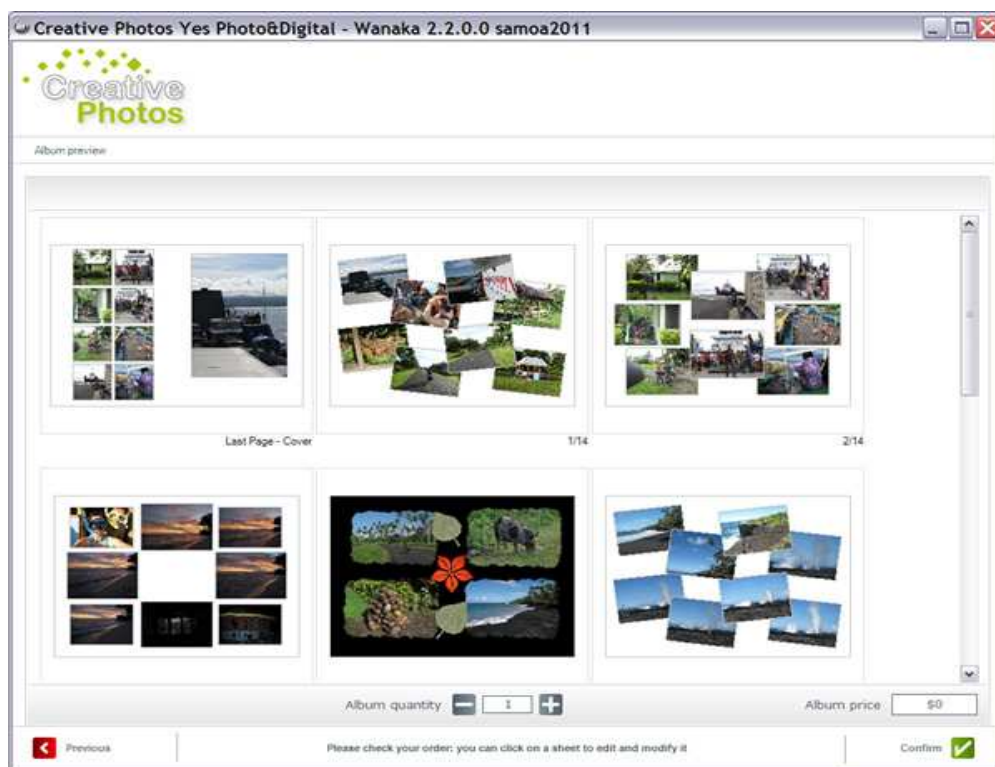 Creative Photos Yes Photo&Digital - Wanaka 2.2.0.0 samoa2011
Creative
Photos
Album preview
Last Page - Cover
1/14
2/14
Album quantity
1
Album price
$0
Previous
Please check your order: you can click on a sheet to edit and modify it
Confirm